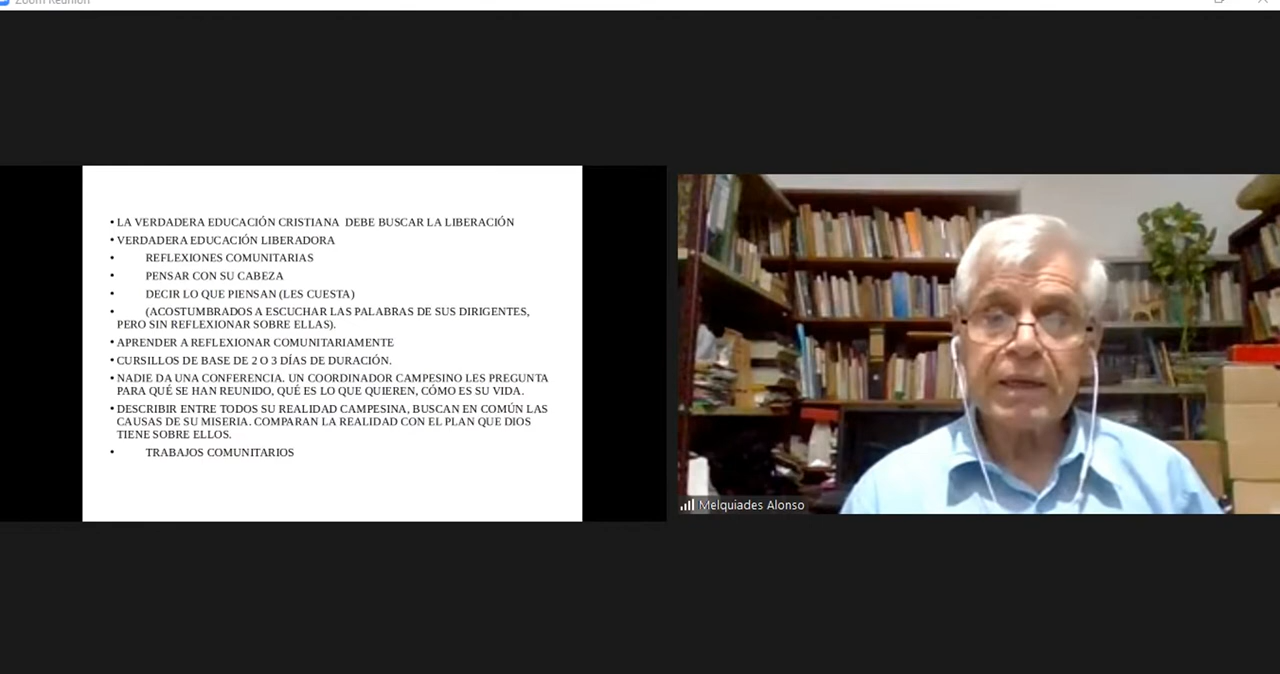 Zoom Reunión
• LA VERDADERA EDUCACIÓN CRISTIANA DEBE BUSCAR LA LIBERACIÓN
• VERDADERA EDUCACIÓN LIBERADORA
• REFLEXIONES COMUNITARIAS
• PENSAR CON SU CABEZA
• DECIR LO QUE PIENSAN (LES CUESTA)
• (ACOSTUMBRADOS A ESCUCHAR LAS PALABRAS DE SUS DIRIGENTES,
PERO SIN REFLEXIONAR SOBRE ELLAS).
• APRENDER A REFLEXIONAR COMUNITARIAMENTE
• CURSILLOS DE BASE DE 2 O 3 DÍAS DE DURACIÓN.
• NADIE DA UNA CONFERENCIA. UN COORDINADOR CAMPESINO LES PREGUNTA
PARA QUÉ SE HAN REUNIDO, QUÉ ES LO QUE QUIEREN, CÓMO ES SU VIDA.
• DESCRIBIR ENTRE TODOS SU REALIDAD CAMPESINA, BUSCAN EN COMÚN LAS
CAUSAS DE SU MISERIA. COMPARAN LA REALIDAD CON EL PLAN QUE DIOS
TIENE SOBRE ELLOS.
• TRABAJOS COMUNITARIOS
Melquiades Alonso